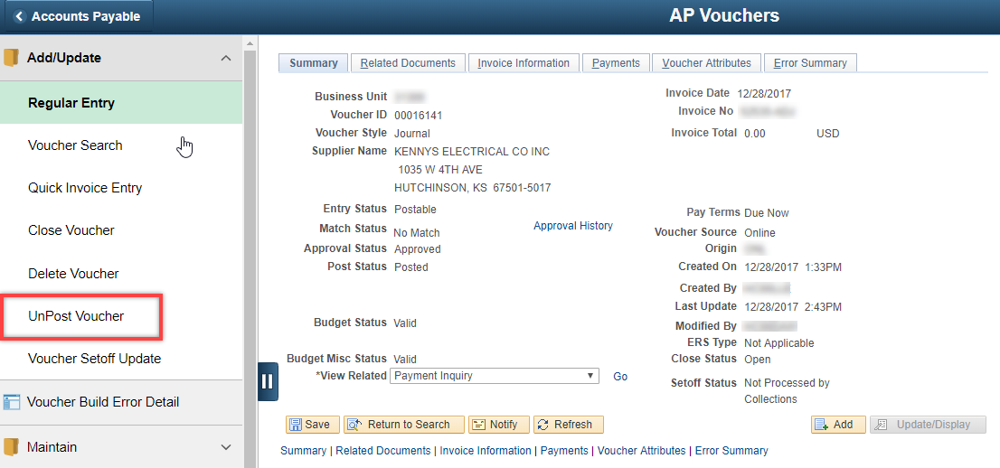 Accounts Payable
AP Vouchers
Add/Update
Regular Entry
Voucher Search
Quick Invoice Entry
Close Voucher
Delete Voucher
UnPost Voucher
Voucher Setoff Update
Voucher Build Error Detail
Maintain
Summary Related Documents Invoice Information Payments Voucher Attributes Error Summary
Business Unit
Voucher ID 00016141
Voucher Style Journal
Supplier Name KENNYS ELECTRICAL CO INC
1035 W 4TH AVE
HUTCHINSON, KS 67501-5017
Entry Status Postable
Match Status No Match
Approval Status Approved
Post Status Posted
Budget Status Valid
Budget Misc Status Valid
*View Related Payment Inquiry Go
Approval History
Invoice Date 12/28/2017
Invoice No
Invoice Total 0.00 USD
Pay Terms Due Now
Voucher Source Online
Origin
Created On 12/28/2017 1:33PM
Created By
Last Update 12/28/2017 2:43PM
Modified By
ERS Type Not Applicable
Close Status Open
Setoff Status Not Processed by
Collections
Save Return to Search Notify Refresh Add Update/Display
Summary | Related Documents | Invoice Information | Payments | Voucher Attributes | Error Summary